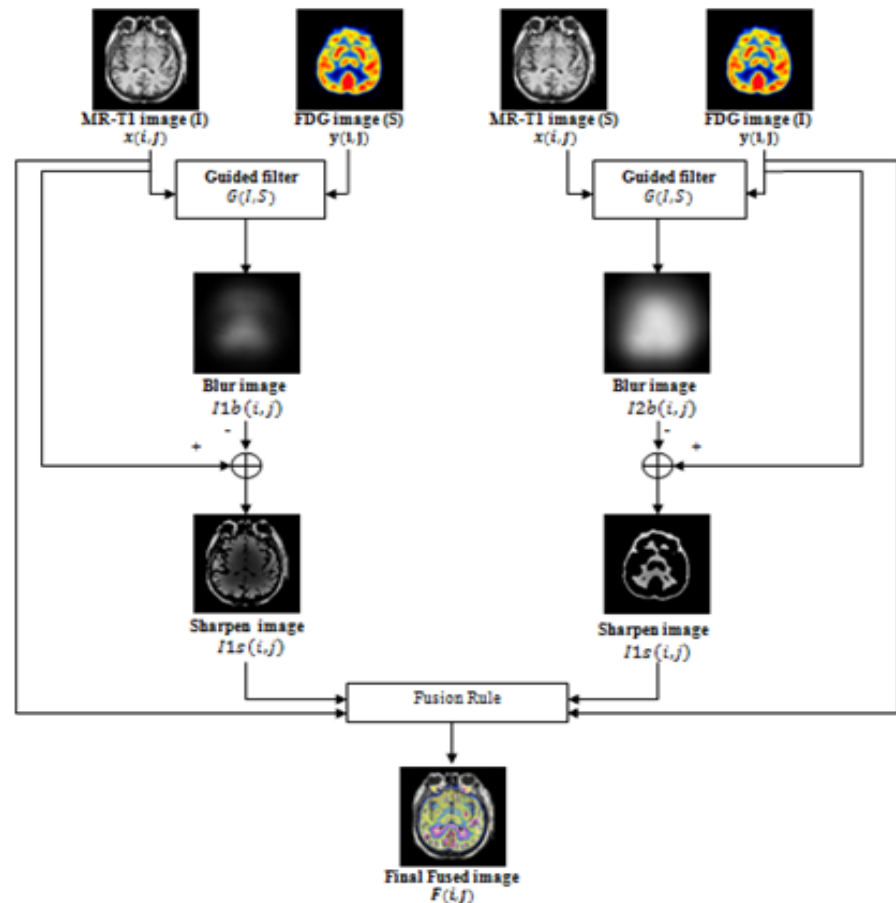 MR-T1 image (I)
x(i,j)
FDG image (S)
y(i,j)
MR-T1 image (S)
x(i,j)
FDG image (I)
y(i,j)
Guided filter
G(I,S)
Guided filter
G(I,S)
Blur image
I1b(i,j)
Blur image
I2b(i,j)
-
+
-
+
Sharpen image
I1s(i,j)
Sharpen image
I1s(i,j)
Fusion Rule
Final Fused image
F(i,j)